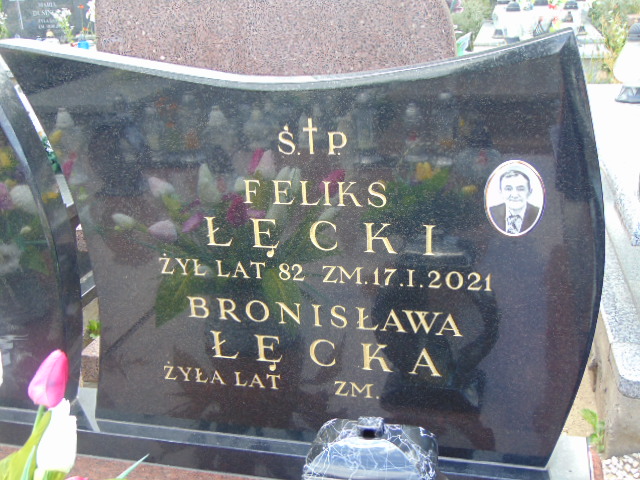 Ś.†P.
FELIKS
ŁĘCKI
ŻYŁ LAT 82 ZM.17.I.2021
BRONISŁAWA
ŁĘCKA
ŻYŁA LAT ZM.